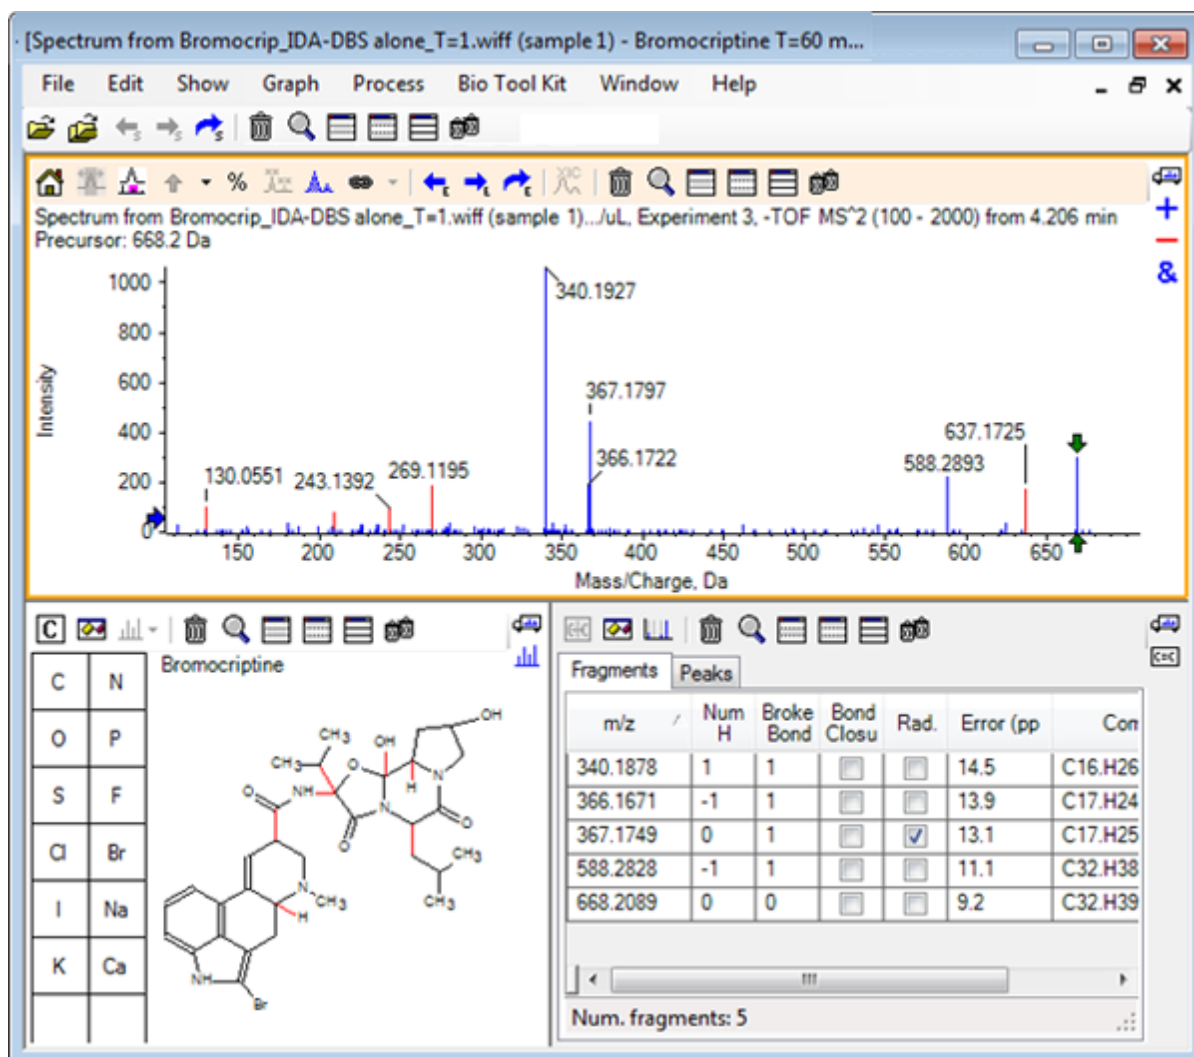 [Spectrum from Bromocrip_IDA-DBS alone_T=1.wiff (sample 1) - Bromocriptine T=60 m...
File Edit Show Graph Process Bio Tool Kit Window Help
Spectrum from Bromocrip_IDA-DBS alone_T=1.wiff (sample 1).../uL, Experiment 3, -TOF MS^2 (100 - 2000) from 4.206 min
Precursor: 668.2 Da
Intensity
1000
800
600
400
200
0
340.1927
367.1797
366.1722
637.1725
588.2893
269.1195
243.1392
130.0551
150 200 250 300 350 400 450 500 550 600 650
Mass/Charge, Da
C N
O P
S F
Cl Br
I Na
K Ca
Bromocriptine
OH
CH3 OH
CH3 O
O NH H N
N O
O
CH3
N CH3 CH3
H
NH
Br
Fragments Peaks
m/z Num H Broke Bond Bond Closu Rad. Error (pp Con
340.1878 1 1 14.5 C16.H26
366.1671 -1 1 13.9 C17.H24
367.1749 0 1 13.1 C17.H25
588.2828 -1 1 11.1 C32.H38
668.2089 0 0 9.2 C32.H39
Num. fragments: 5